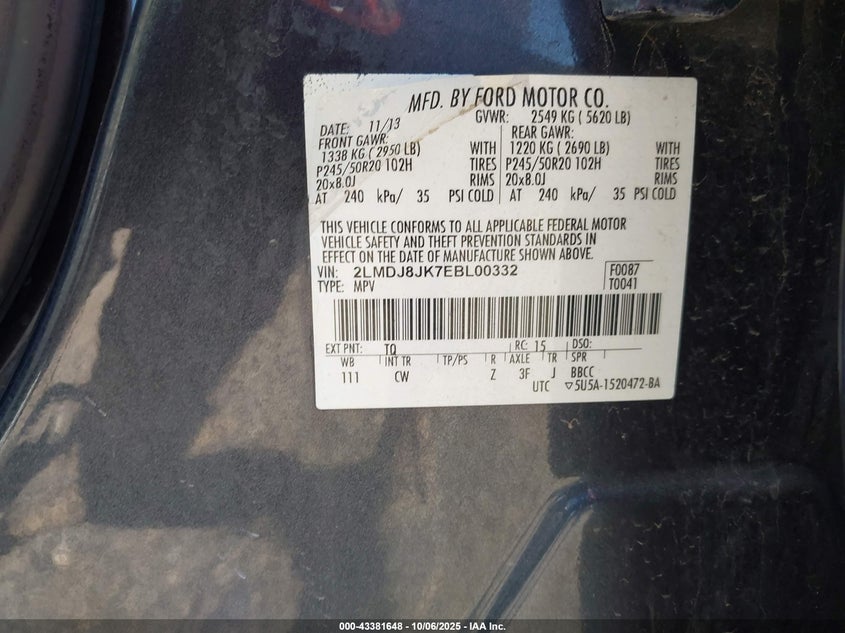 MFD. BY FORD MOTOR CO.
DATE: 11/13 GVWR: 2549 KG ( 5620 LB)
FRONT GAWR: REAR GAWR:
1338 KG ( 2950 LB) WITH 1220 KG ( 2690 LB) WITH
P245/50R20 102H TIRES P245/50R20 102H TIRES
20x8.0J RIMS 20x8.0J RIMS
AT 240 kPa/ 35 PSI COLD AT 240 kPa/ 35 PSI COLD
THIS VEHICLE CONFORMS TO ALL APPLICABLE FEDERAL MOTOR
VEHICLE SAFETY AND THEFT PREVENTION STANDARDS IN
EFFECT ON THE DATE OF MANUFACTURE SHOWN ABOVE.
VIN: 2LMDJ8JK7EBL00332 F0087
TYPE: MPV T0041
EXT PNT: TQ RC: 15 DSO:
WB INT TR TP/PS R AXLE TR SPR
111 CW Z 3F J BBCC
UTC ▽5U5A-1520472-BA
000-43381648 - 10/06/2025 - IAA Inc.